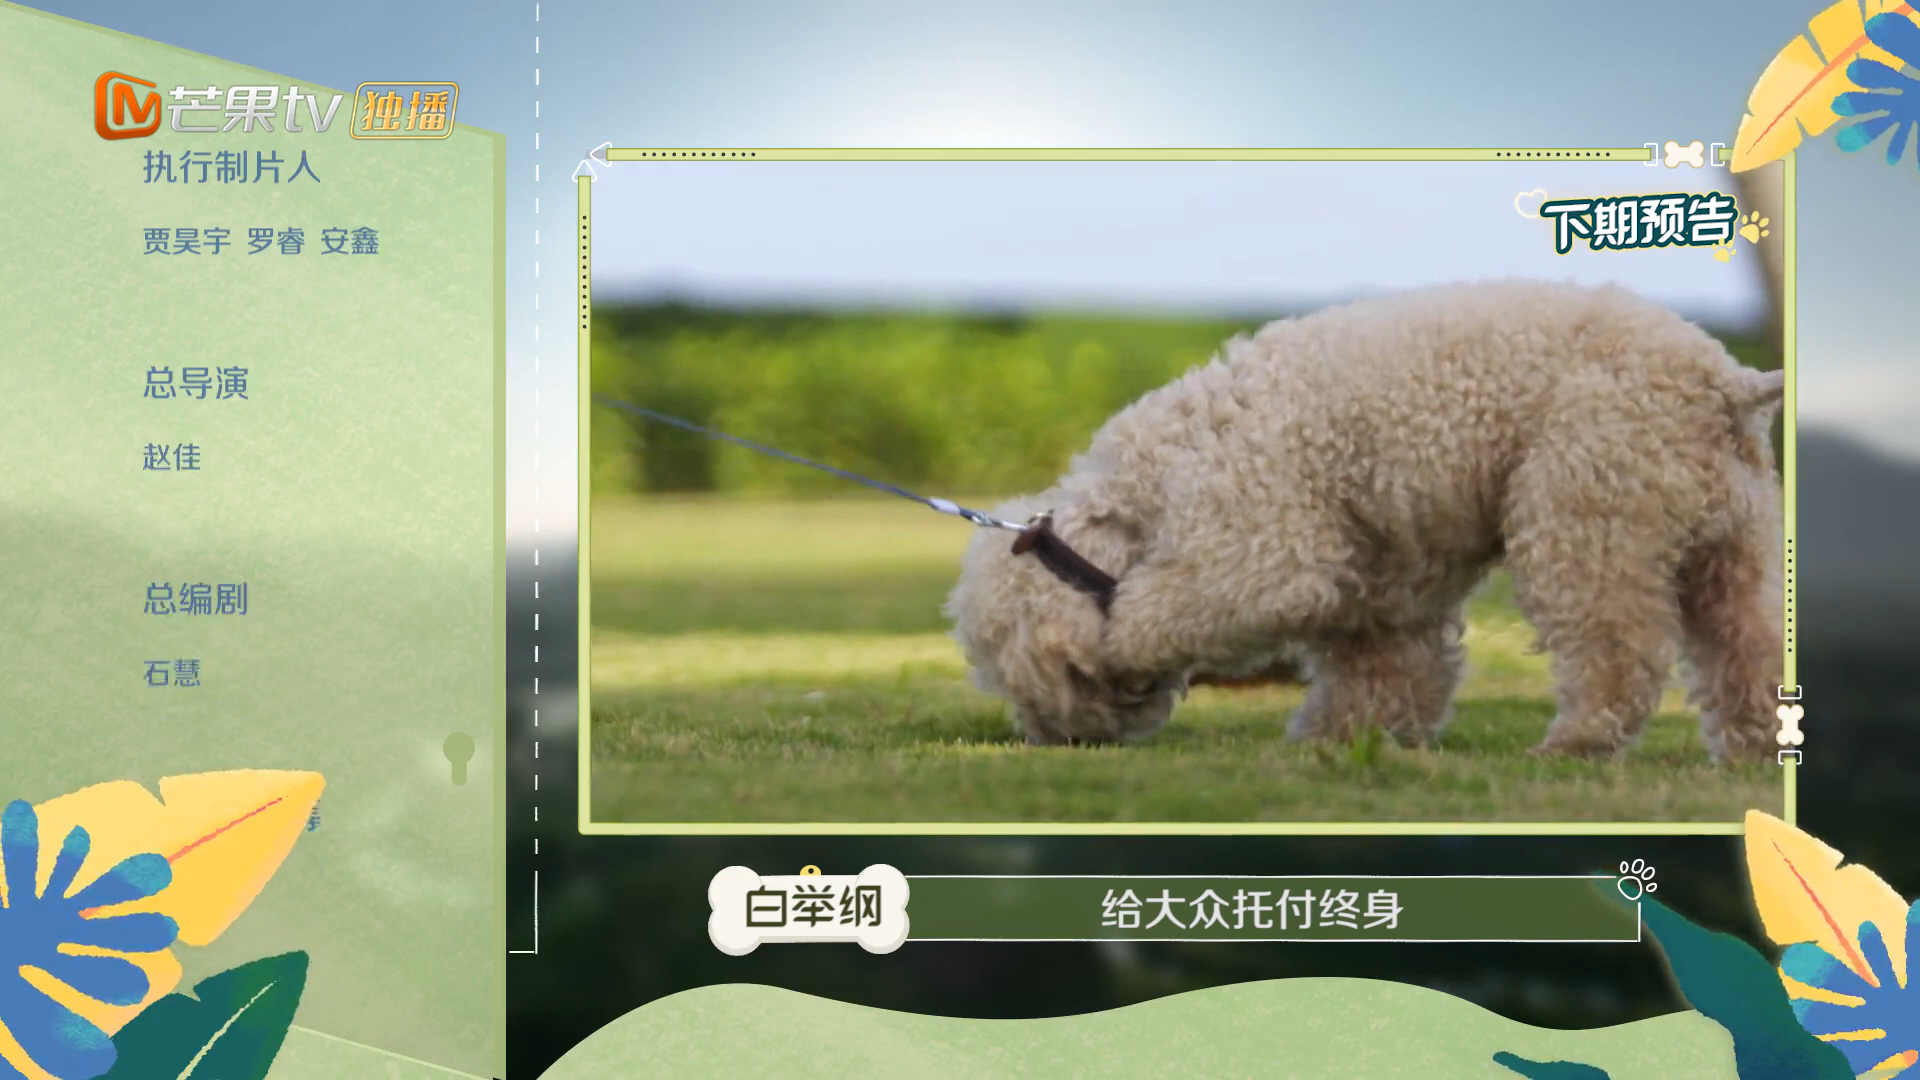 芒果tv 独播
执行制片人
贾昊宇 罗睿 安鑫
总导演
赵佳
总编剧
石慧
下期预告
白举纲
给大众托付终身